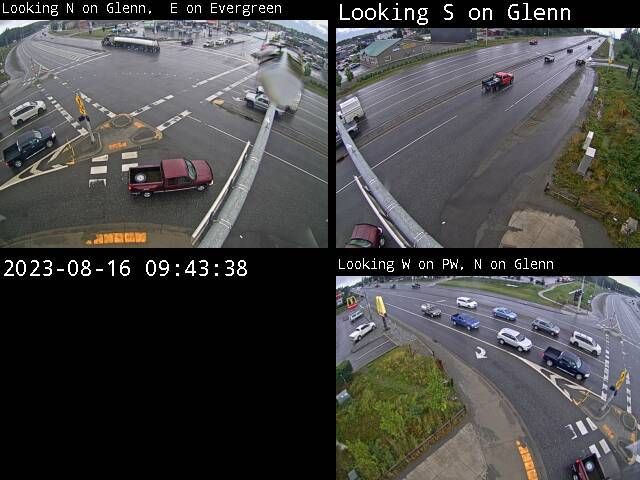 Looking N on Glenn, E on Evergreen
Looking S on Glenn
2023-08-16 09:43:38
Looking W on PW, N on Glenn